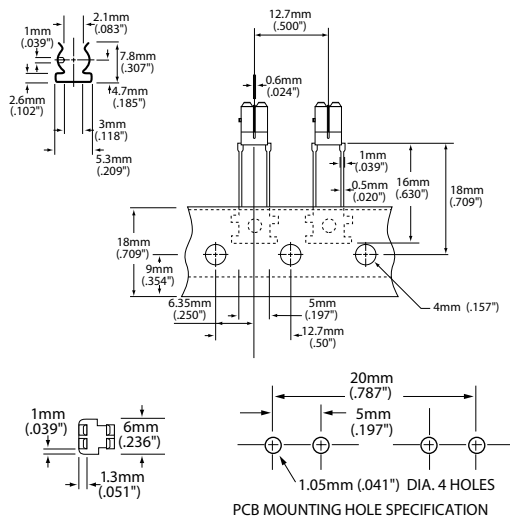 2.1mm
(.083")
1mm
(.039")
7.8mm
(.307")
4.7mm
(.185")
2.6mm
(.102")
3mm
(.118")
5.3mm
(.209")
12.7mm
(.500")
0.6mm
(.024")
1mm
(.039")
0.5mm
(.020")
16mm
(.630")
18mm
(.709")
18mm
(.709")
9mm
(.354")
6.35mm
(.250")
5mm
(.197")
12.7mm
(.50")
4mm (.157")
1mm
(.039")
6mm
(.236")
1.3mm
(.051")
20mm
(.787")
5mm
(.197")
1.05mm (.041") DIA. 4 HOLES
PCB MOUNTING HOLE SPECIFICATION